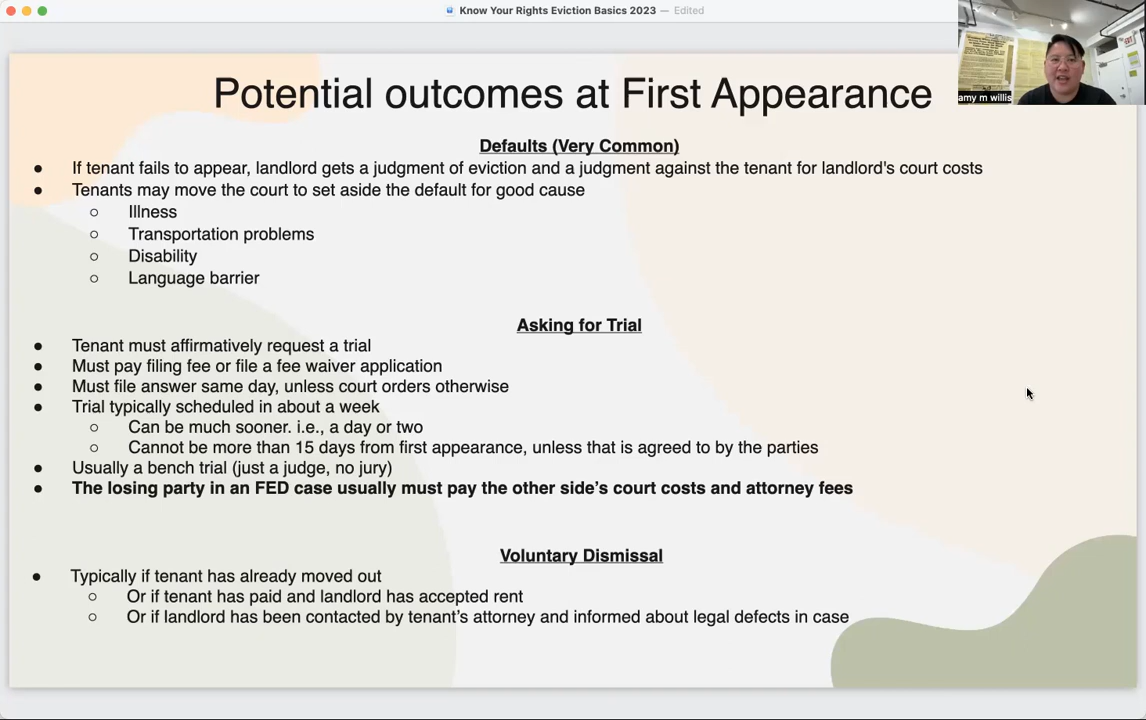 Know Your Rights Eviction Basics 2023 — Edited
amy m willis
Potential outcomes at First Appearance
Defaults (Very Common)
● If tenant fails to appear, landlord gets a judgment of eviction and a judgment against the tenant for landlord's court costs
● Tenants may move the court to set aside the default for good cause
○ Illness
○ Transportation problems
○ Disability
○ Language barrier
Asking for Trial
● Tenant must affirmatively request a trial
● Must pay filing fee or file a fee waiver application
● Must file answer same day, unless court orders otherwise
● Trial typically scheduled in about a week
○ Can be much sooner. i.e., a day or two
○ Cannot be more than 15 days from first appearance, unless that is agreed to by the parties
● Usually a bench trial (just a judge, no jury)
● The losing party in an FED case usually must pay the other side’s court costs and attorney fees
Voluntary Dismissal
● Typically if tenant has already moved out
○ Or if tenant has paid and landlord has accepted rent
○ Or if landlord has been contacted by tenant’s attorney and informed about legal defects in case